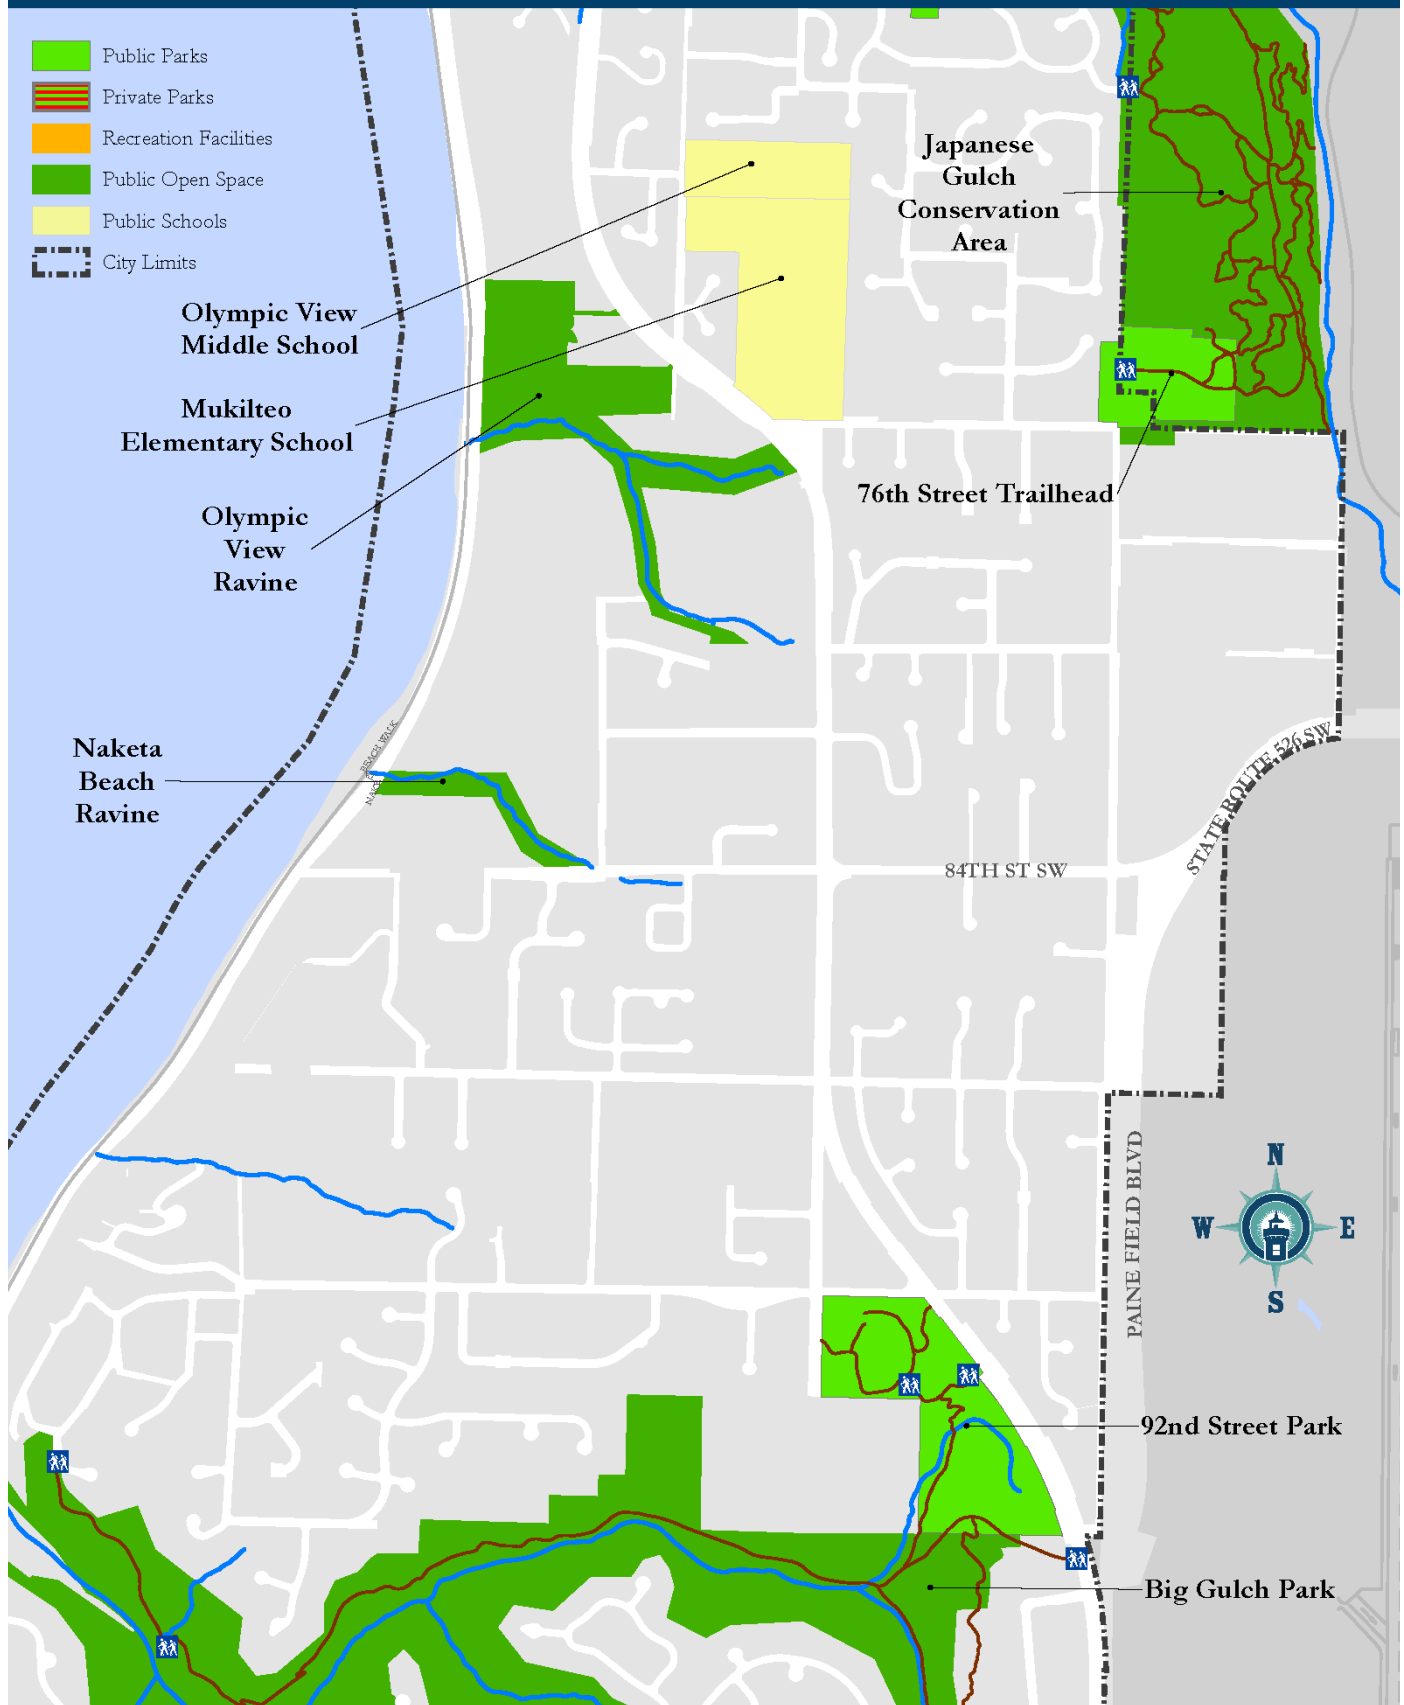 Public Parks
Private Parks
Recreation Facilities
Public Open Space
Public Schools
City Limits
Japanese
Gulch
Conservation
Area
Olympic View
Middle School
Mukilteo
Elementary School
76th Street Trailhead
Olympic
View
Ravine
Naketa
Beach
Ravine
BEACH WALK
STATE ROUTE 526 SW
84TH ST SW
PAINE FIELD BLVD
N
W
E
S
92nd Street Park
Big Gulch Park